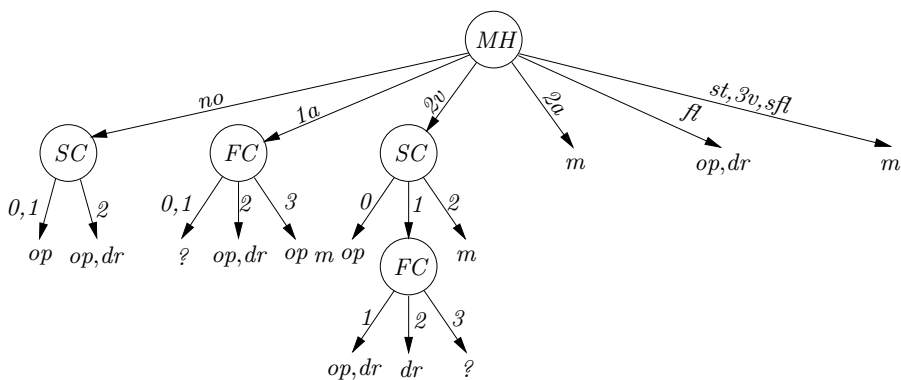 MH
no 1a 2v 2a fl st,3v,sfl
SC FC SC m op,dr m
0,1 2 0,1 2 3 0 1 2
op op,dr ? op,dr op m op m
FC
1 2 3
op,dr dr ?